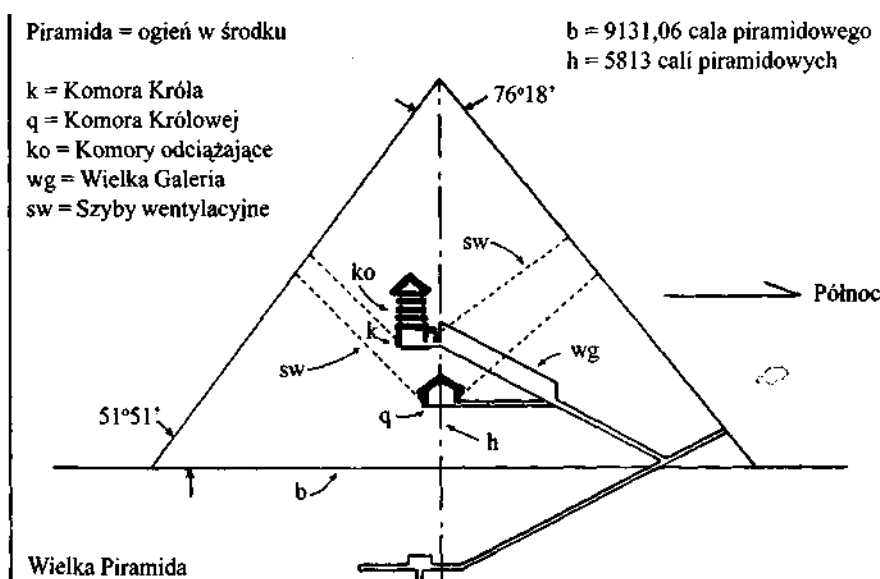 Piramida = ogień w środku
b = 9131,06 cala piramidowego
h = 5813 cali piramidowych
k = Komora Króla
q = Komora Królowej
ko = Komory odciążające
wg = Wielka Galeria
sw = Szyby wentylacyjne
76°18'
sw
ko
Północ
k
wg
sw
51°51'
q
h
b
Wielka Piramida